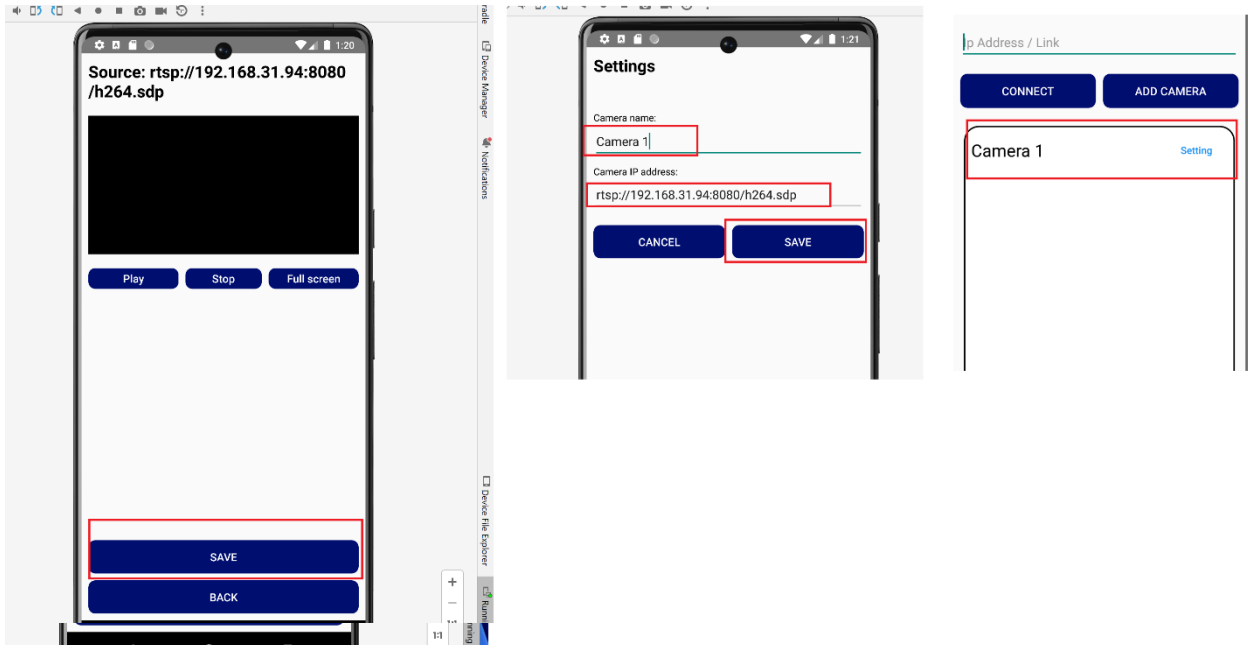 1:20
Source: rtsp://192.168.31.94:8080
/h264.sdp
Play
Stop
Full screen
SAVE
BACK
Device Manager
Notifications
Device File Explorer
1:1
1:21
Settings
Camera name:
Camera 1
Camera IP address:
rtsp://192.168.31.94:8080/h264.sdp
CANCEL
SAVE
Ip Address / Link
CONNECT
ADD CAMERA
Camera 1
Setting